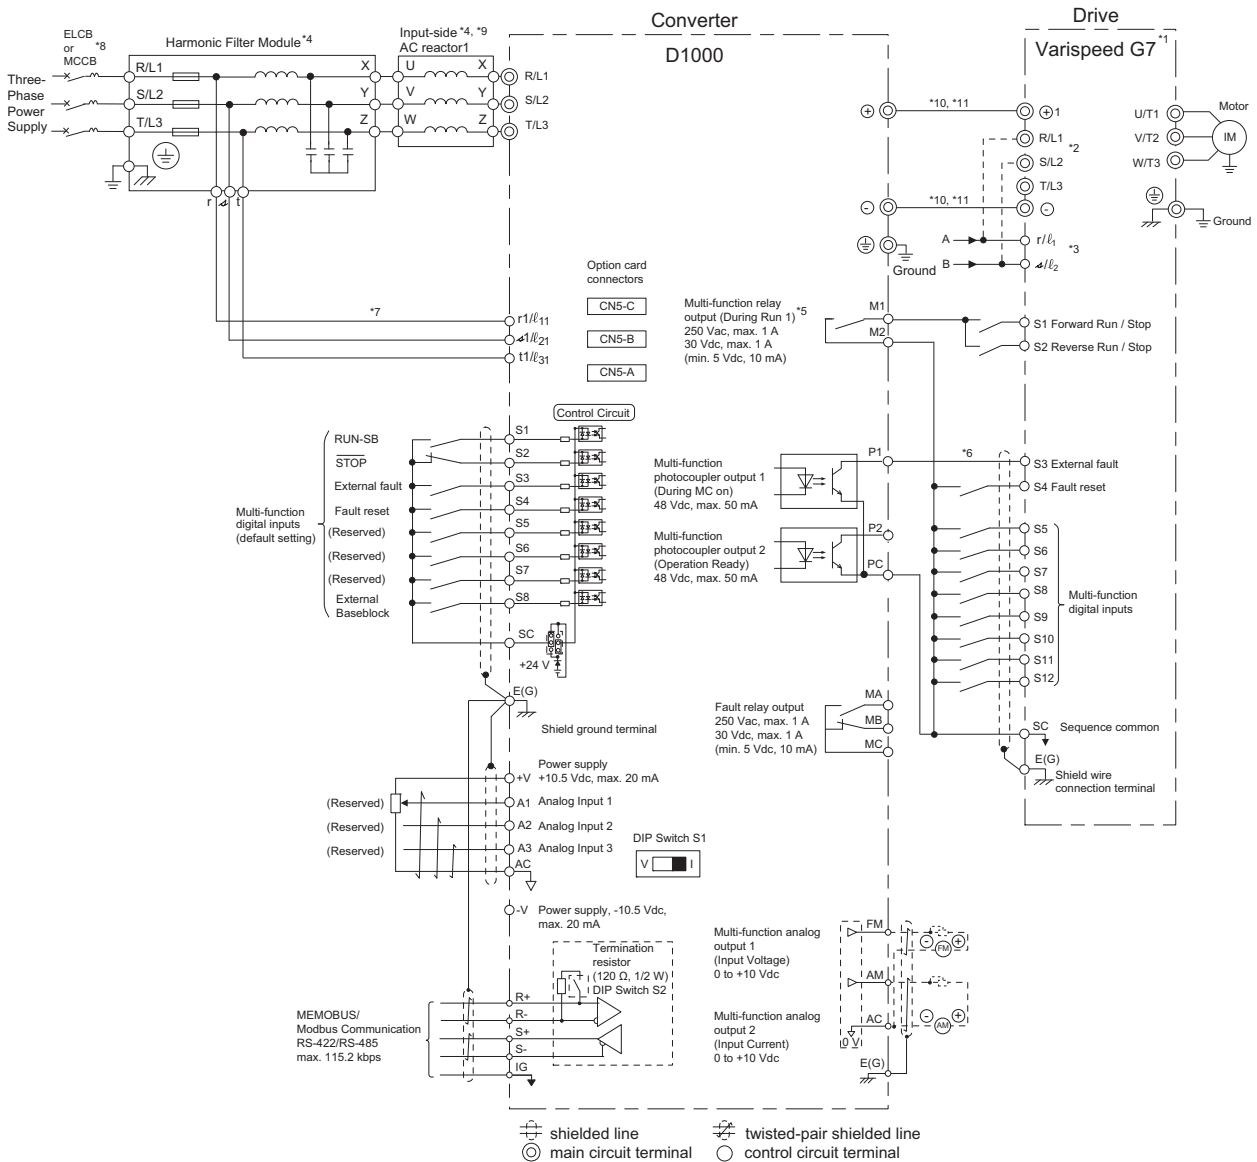 Converter
Drive
ELCB
or
MCCB
*8
Harmonic Filter Module *4
Input-side *4, *9
AC reactor1
D1000
Varispeed G7 *1
Three-
Phase
Power
Supply
R/L1
S/L2
T/L3
X
Y
Z
U
V
W
X
Y
Z
R/L1
S/L2
T/L3
r
s
t
+
*10, *11
+1
R/L1
S/L2
*2
T/L3
-
*10, *11
-
U/T1
V/T2
W/T3
Motor
IM
Ground
Ground
A
r/ℓ1
*3
B
s/ℓ2
*7
r1/ℓ11
s1/ℓ21
t1/ℓ31
Option card
connectors
CN5-C
CN5-B
CN5-A
Multi-function relay
output (During Run 1) *5
250 Vac, max. 1 A
30 Vdc, max. 1 A
(min. 5 Vdc, 10 mA)
M1
M2
S1 Forward Run / Stop
S2 Reverse Run / Stop
Control Circuit
Multi-function
digital inputs
(default setting)
RUN-SB
S1
STOP
S2
External fault
S3
Fault reset
S4
(Reserved)
S5
(Reserved)
S6
(Reserved)
S7
External
Baseblock
S8
SC
+24 V
E(G)
Shield ground terminal
Multi-function
photocoupler output 1
(During MC on)
48 Vdc, max. 50 mA
P1
*6
S3 External fault
S4 Fault reset
Multi-function
photocoupler output 2
(Operation Ready)
48 Vdc, max. 50 mA
P2
PC
S5
S6
S7
S8
S9
S10
S11
S12
Multi-function
digital inputs
Fault relay output
250 Vac, max. 1 A
30 Vdc, max. 1 A
(min. 5 Vdc, 10 mA)
MA
MB
MC
SC Sequence common
E(G)
Shield wire
connection terminal
Power supply
+V +10.5 Vdc, max. 20 mA
(Reserved)
A1 Analog Input 1
(Reserved)
A2 Analog Input 2
(Reserved)
A3 Analog Input 3
AC
DIP Switch S1
V
I
-V Power supply, -10.5 Vdc,
max. 20 mA
Termination
resistor
(120 Ω, 1/2 W)
DIP Switch S2
MEMOBUS/
Modbus Communication
RS-422/RS-485
max. 115.2 kbps
R+
R-
S+
S-
IG
Multi-function analog
output 1
(Input Voltage)
0 to +10 Vdc
Multi-function analog
output 2
(Input Current)
0 to +10 Vdc
FM
- FM +
AM
AC
- AM +
0 V
E(G)
shielded line
twisted-pair shielded line
main circuit terminal
control circuit terminal